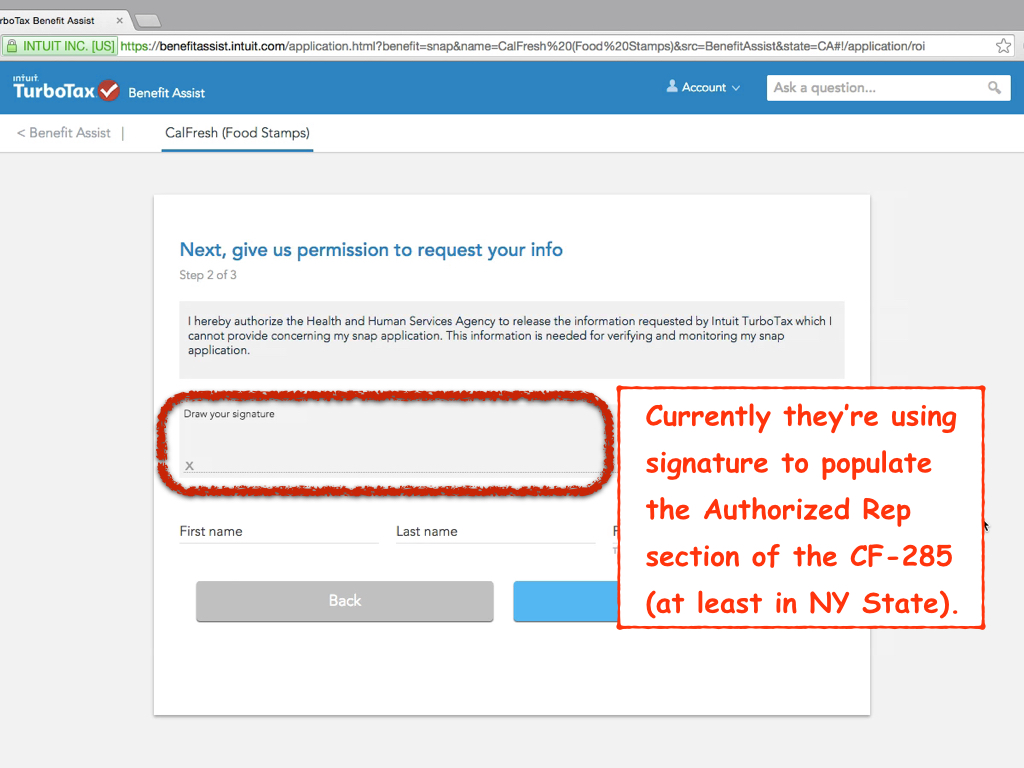 rboTax Benefit Assist ×
INTUIT INC. [US] https://benefitassist.intuit.com/application.html?benefit=snap&name=CalFresh%20(Food%20Stamps)&src=BenefitAssist&state=CA#!/application/roi
intuit
TurboTax Benefit Assist
Account
Ask a question...
< Benefit Assist |
CalFresh (Food Stamps)
Next, give us permission to request your info
Step 2 of 3
I hereby authorize the Health and Human Services Agency to release the information requested by Intuit TurboTax which I
cannot provide concerning my snap application. This information is needed for verifying and monitoring my snap
application.
Draw your signature
X
Currently they're using
signature to populate
the Authorized Rep
section of the CF-285
(at least in NY State).
First name
Last name
Back